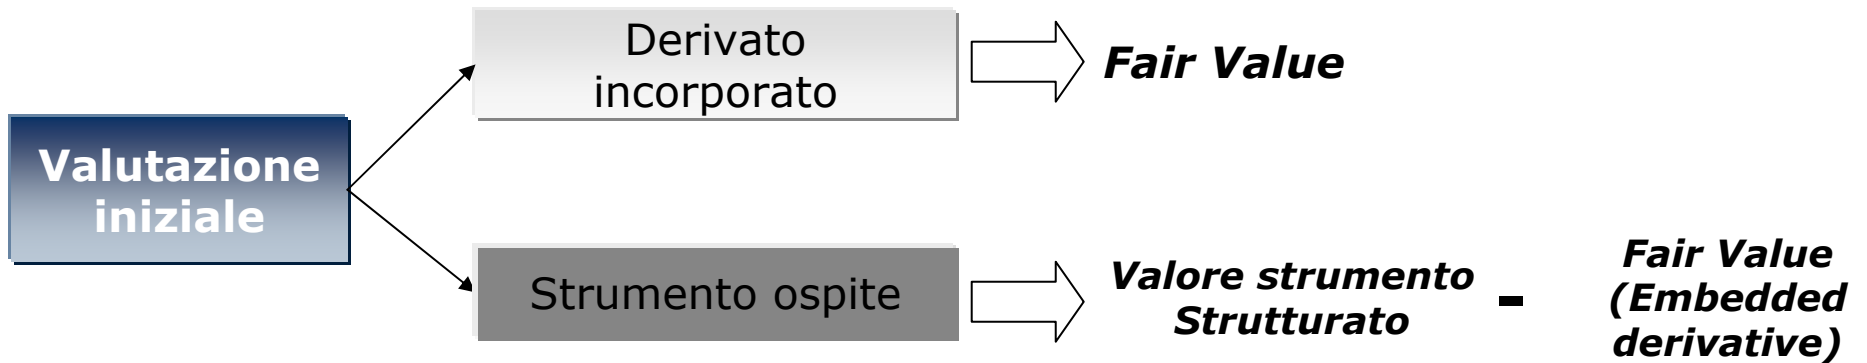 Derivato
incorporato
Fair Value
Valutazione
iniziale
Strumento ospite
Valore strumento
Strutturato
-
Fair Value
(Embedded
derivative)